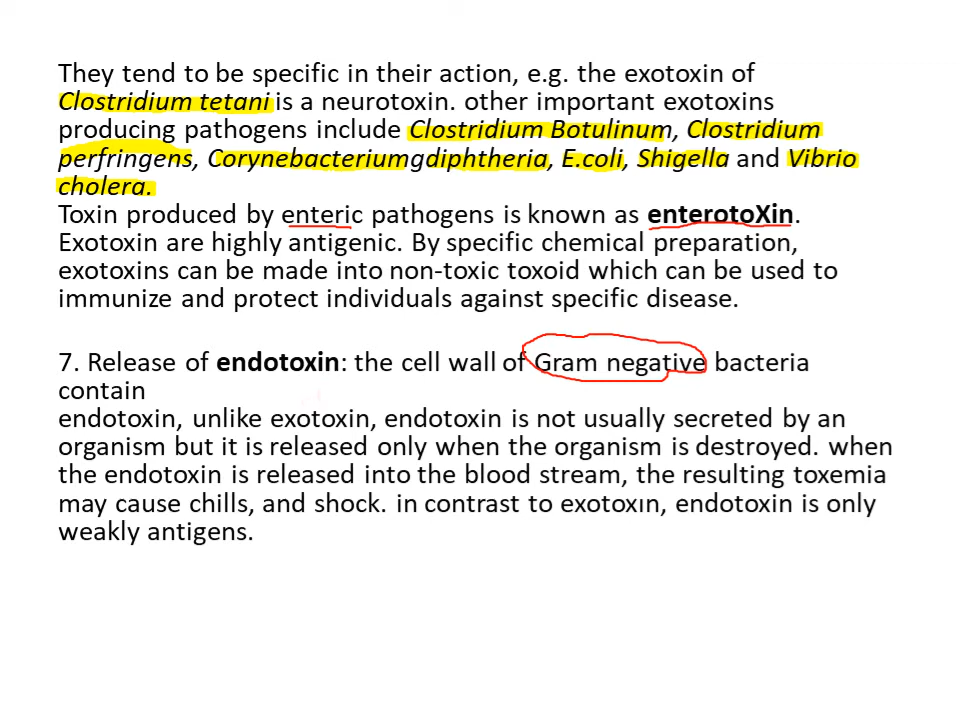 They tend to be specific in their action, e.g. the exotoxin of
Clostridium tetani is a neurotoxin. other important exotoxins
producing pathogens include Clostridium Botulinum, Clostridium
perfringens, Corynebacteriumgdiphtheria, E.coli, Shigella and Vibrio
cholera.
Toxin produced by enteric pathogens is known as enterotoXin.
Exotoxin are highly antigenic. By specific chemical preparation,
exotoxins can be made into non-toxic toxoid which can be used to
immunize and protect individuals against specific disease.
7. Release of endotoxin: the cell wall of Gram negative bacteria
contain
endotoxin, unlike exotoxin, endotoxin is not usually secreted by an
organism but it is released only when the organism is destroyed. when
the endotoxin is released into the blood stream, the resulting toxemia
may cause chills, and shock. in contrast to exotoxın, endotoxin is only
weakly antigens.